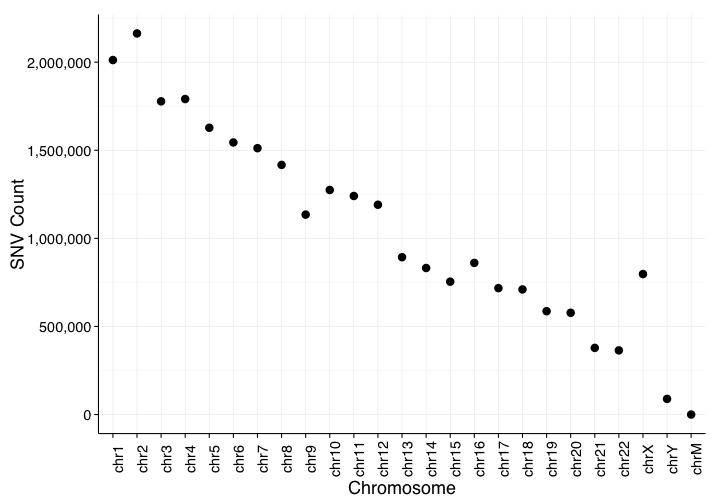 SNV Count
2,000,000
1,500,000
1,000,000
500,000
0
chr1
chr2
chr3
chr4
chr5
chr6
chr7
chr8
chr9
chr10
chr11
chr12
chr13
chr14
chr15
chr16
chr17
chr18
chr19
chr20
chr21
chr22
chrX
chrY
chrM
Chromosome